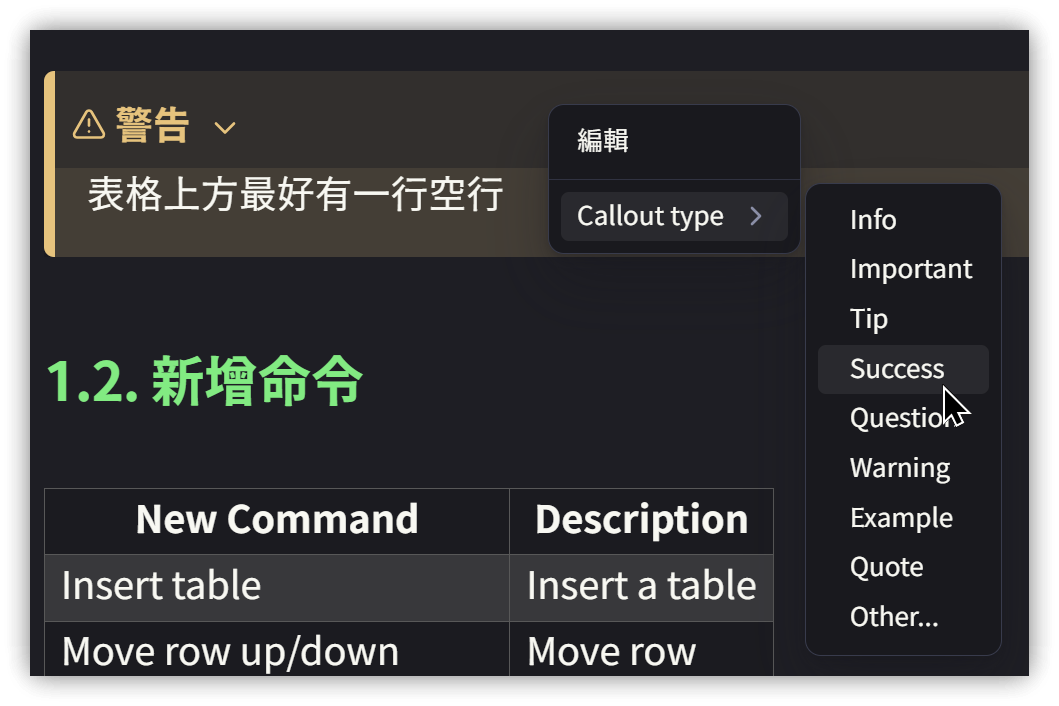 警告
表格上方最好有一行空行
編輯
Callout type
Info
Important
Tip
Success
Question
Warning
Example
Quote
Other...
1.2. 新增命令
New Command Description
Insert table Insert a table
Move row up/down Move row